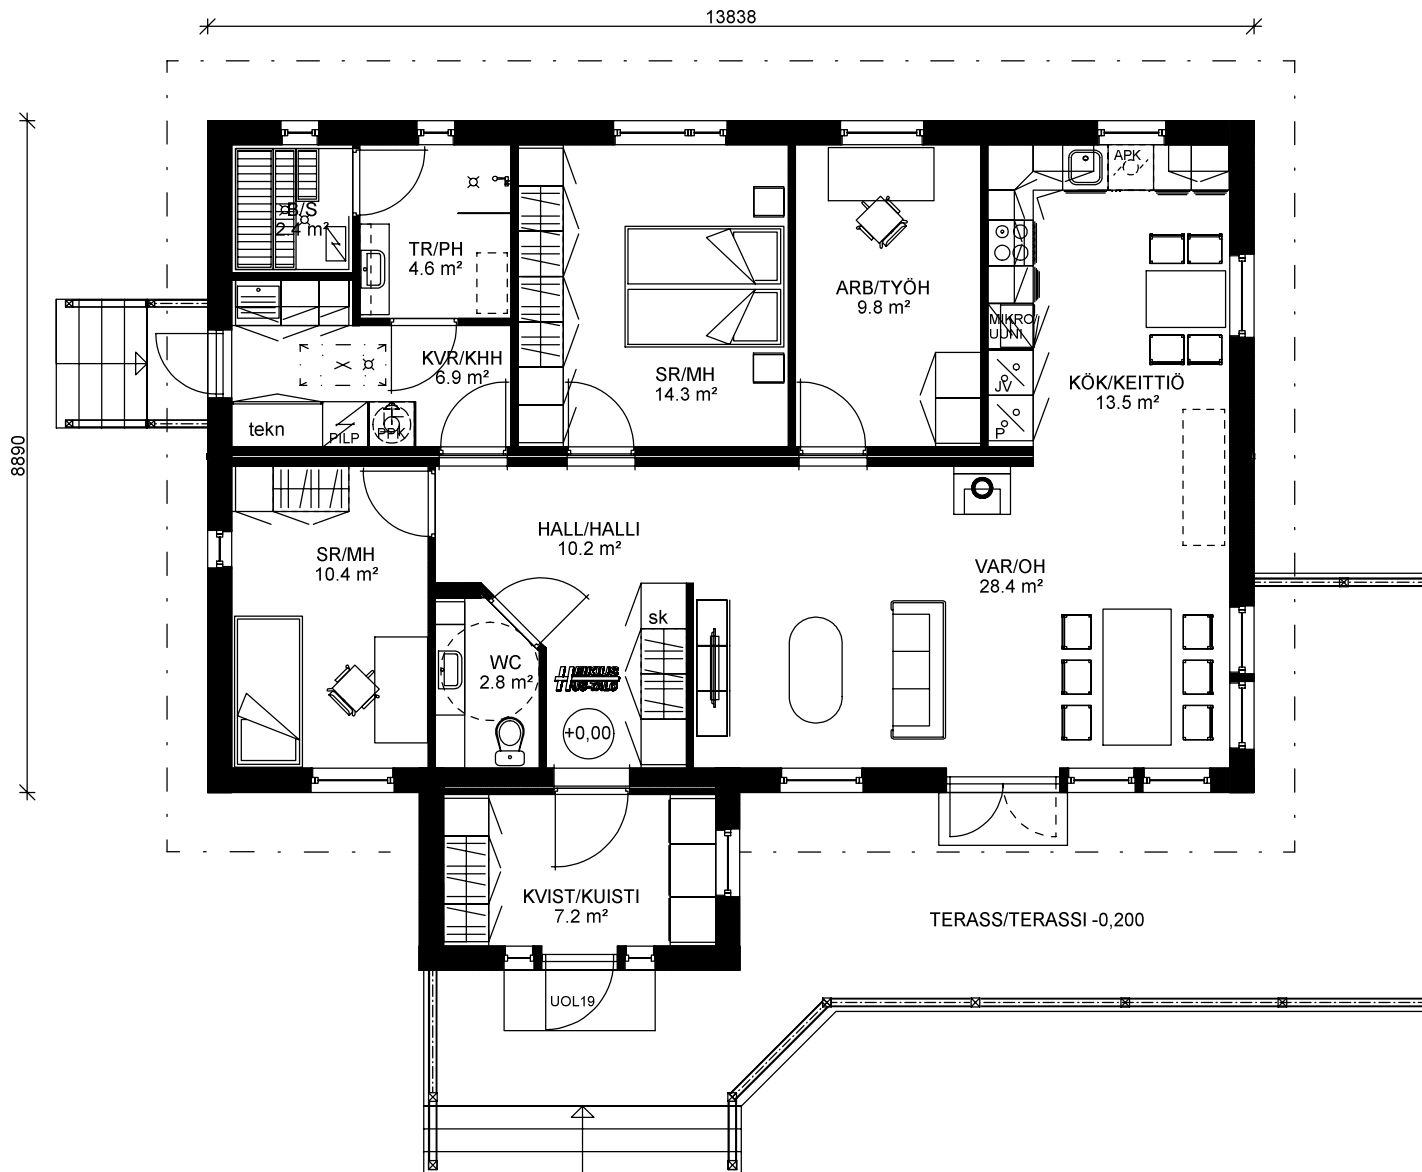 13838
8890
B/S
2.4 m²
TR/PH
4.6 m²
KVR/KHH
6.9 m²
tekn
PILP
PPK
SR/MH
14.3 m²
ARB/TYÖH
9.8 m²
APK
MIKRO/
UUNI
JV
P
KÖK/KEITTIÖ
13.5 m²
SR/MH
10.4 m²
HALL/HALLI
10.2 m²
VAR/OH
28.4 m²
sk
WC
2.8 m²
HEIKIUS
HUS-TALO
+0,00
KVIST/KUISTI
7.2 m²
TERASS/TERASSI -0,200
UOL19